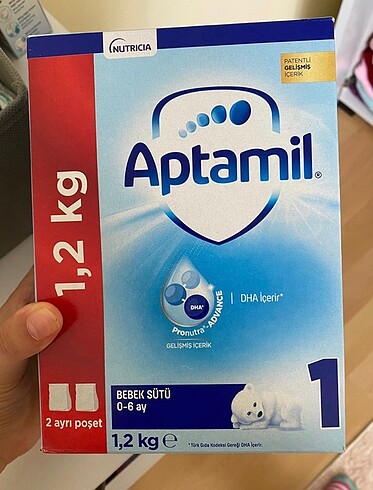 NUTRICIA
PATENTLİ
GELİŞMİŞ
İÇERİK
Aptamil®
1,2 kg
DHA*
Pronutra®-ADVANCE
GELİŞMİŞ İÇERİK
DHA İçerir*
BEBEK SÜTÜ
0-6 ay
1
2 ayrı poşet
1,2 kg e
*Türk Gıda Kodeksi Gereği DHA İçerir.